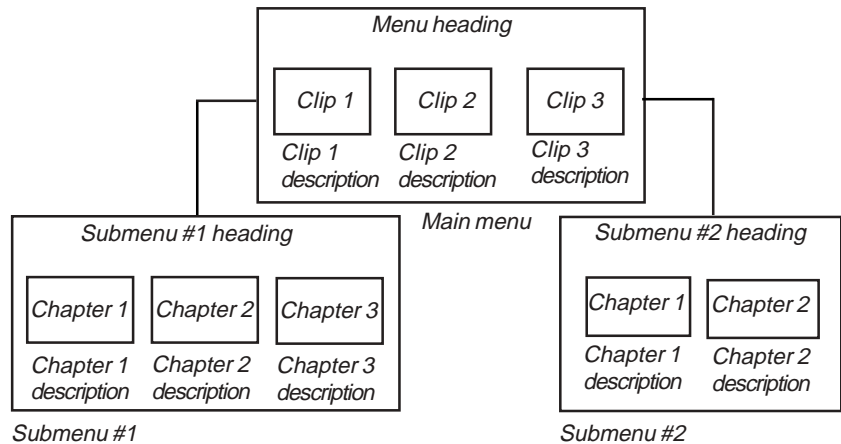 Menu heading
Clip 1
Clip 2
Clip 3
Clip 1
description
Clip 2
description
Clip 3
description
Main menu
Submenu #1 heading
Chapter 1
Chapter 2
Chapter 3
Chapter 1
description
Chapter 2
description
Chapter 3
description
Submenu #1
Submenu #2 heading
Chapter 1
Chapter 2
Chapter 1
description
Chapter 2
description
Submenu #2